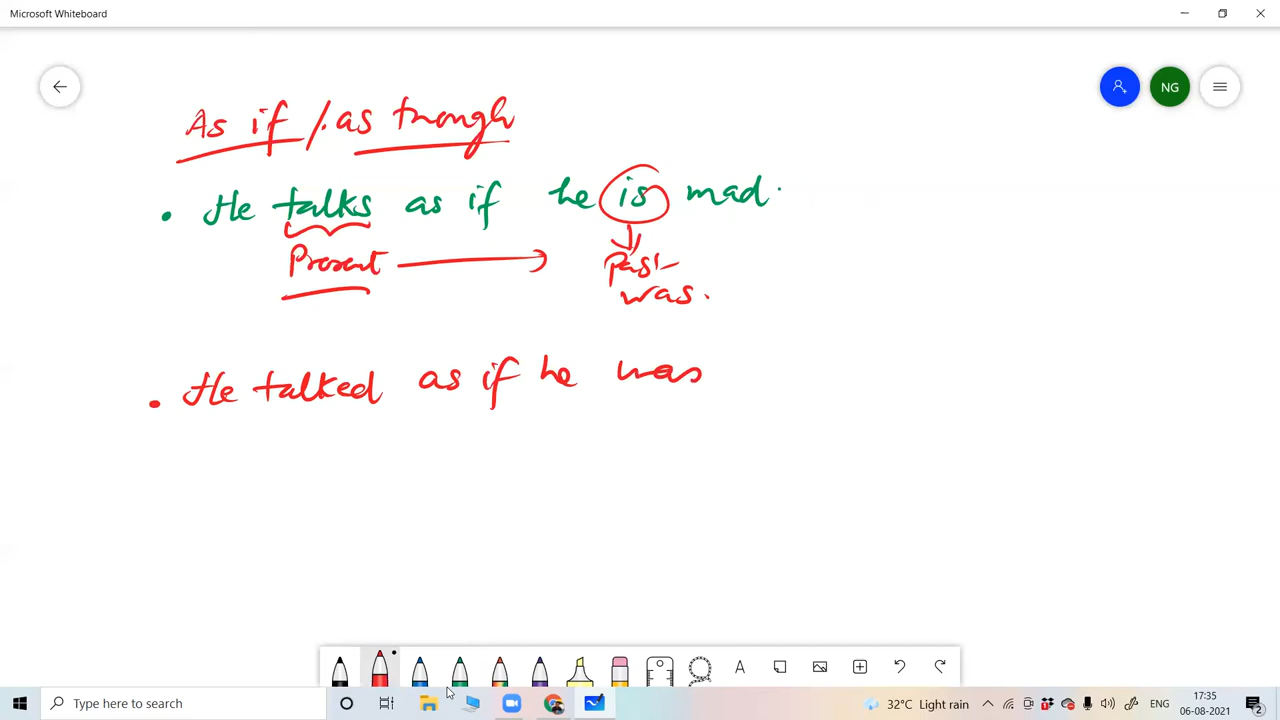 Microsoft Whiteboard
NG
As if / as though
• He talks as if he is mad.
Present
Past
was.
• He talked as if he was
A
Type here to search
32°C Light rain
ENG
17:35
06-08-2021
2